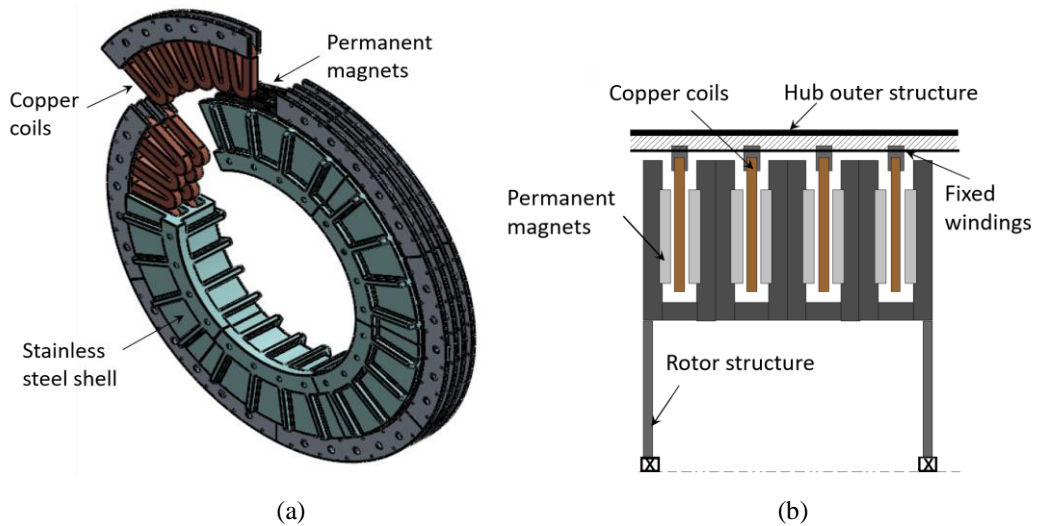 Permanent
magnets
Copper
coils
Stainless
steel shell
(a)
Copper coils
Hub outer structure
Permanent
magnets
Fixed
windings
Rotor structure
X
X
(b)